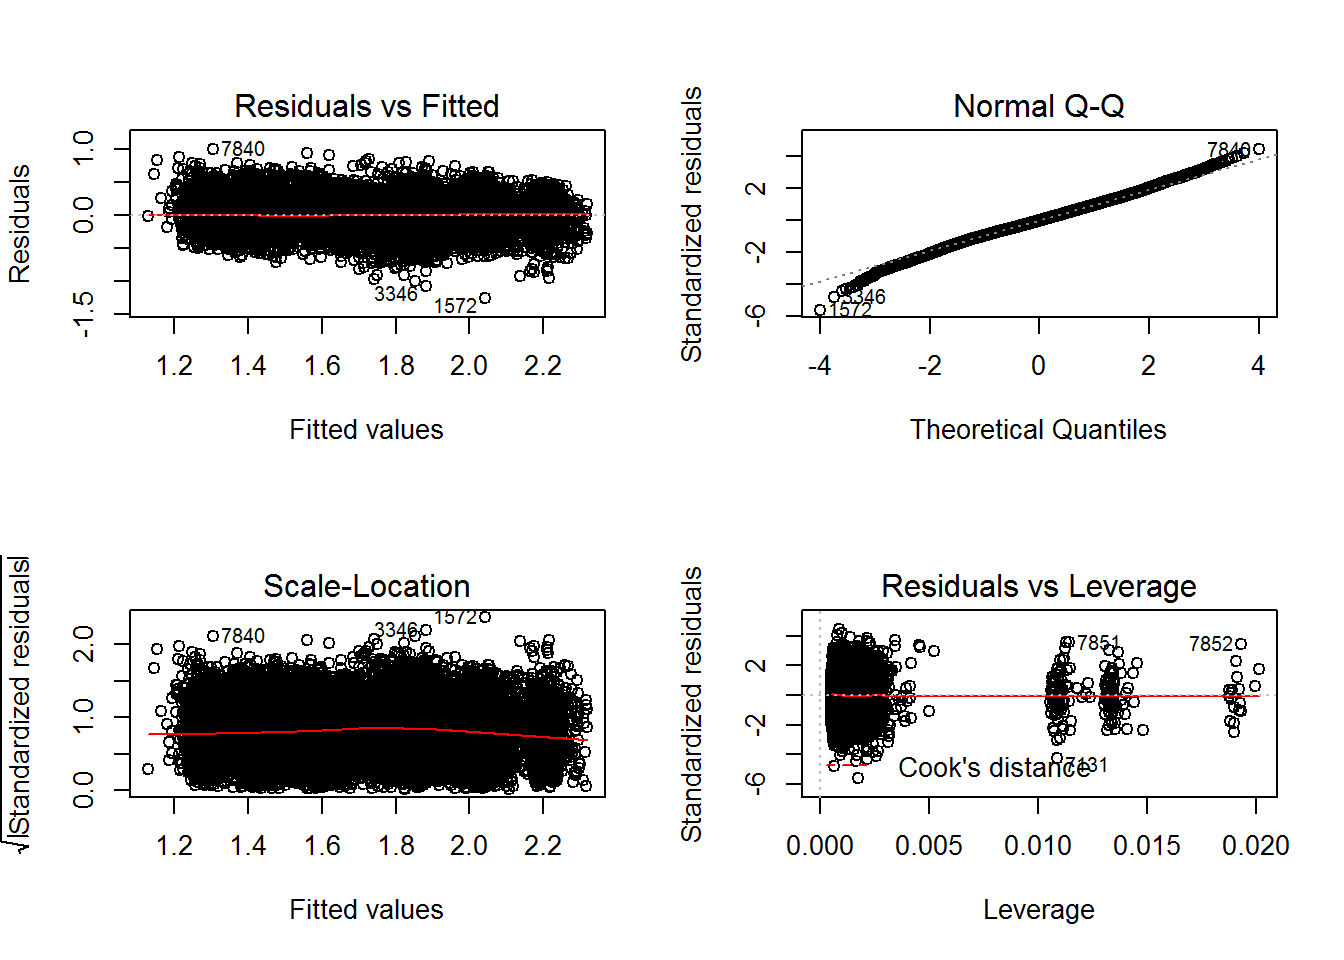 Residuals vs Fitted
Residuals
1.0
0.0
-1.5
7840
3346
1572
1.2 1.4 1.6 1.8 2.0 2.2
Fitted values
Normal Q-Q
Standardized residuals
2
-2
-6
7840
3346
1572
-4 -2 0 2 4
Theoretical Quantiles
Scale-Location
√|Standardized residuals|
2.0
1.0
0.0
1572
3346
7840
1.2 1.4 1.6 1.8 2.0 2.2
Fitted values
Residuals vs Leverage
Standardized residuals
2
-2
-6
7851
7852
Cook's distance
7131
0.000 0.005 0.010 0.015 0.020
Leverage